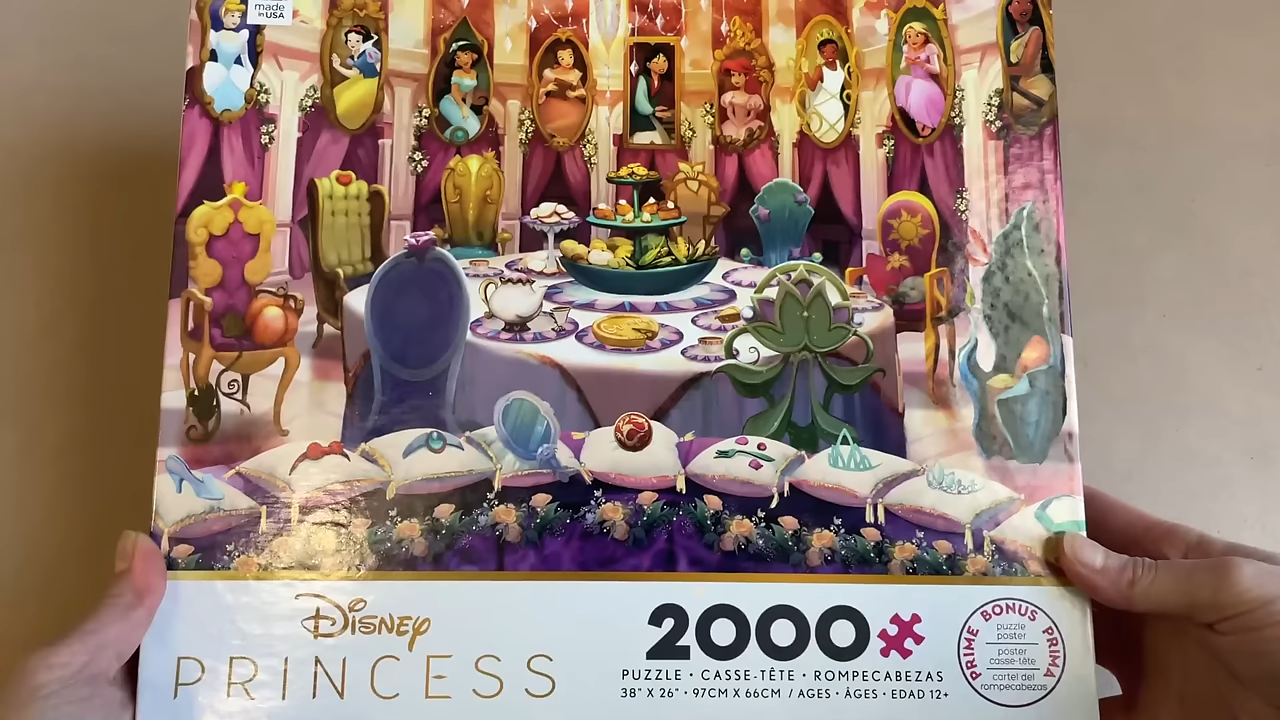 made
in USA
Disney
PRINCESS
2000
PUZZLE • CASSE-TÊTE • ROMPECABEZAS
38" X 26" • 97CM X 66CM / AGES • ÂGES • EDAD 12+
PRIME BONUS PRIMA
puzzle
poster
poster
casse-tête
cartel del
rompecabezas